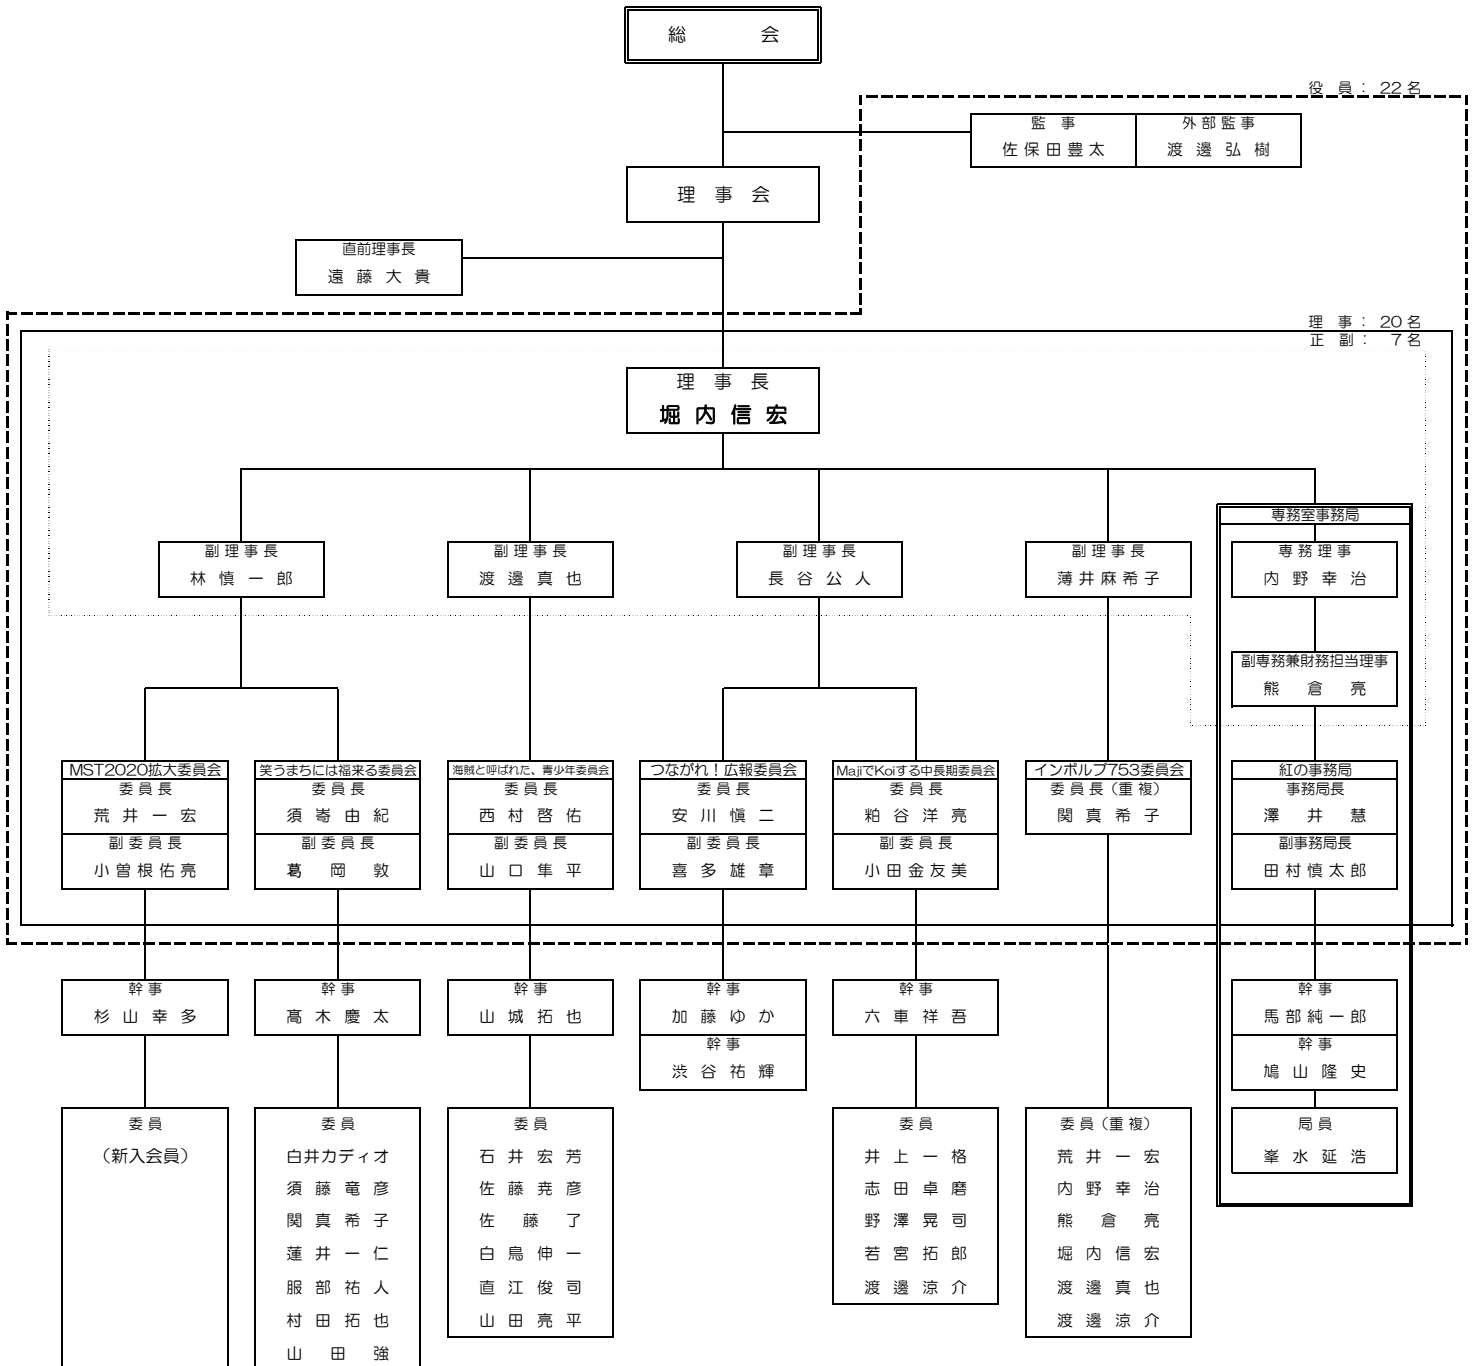 総会
役員：22名
監事
佐保田豊太
外部監事
渡邊弘樹
理事会
直前理事長
遠藤大貴
理事：20名
正副：7名
理事長
堀内信宏
専務室事務局
副理事長
林慎一郎
副理事長
渡邊真也
副理事長
長谷公人
副理事長
薄井麻希子
専務理事
内野幸治
副専務兼財務担当理事
熊倉亮
MST2020拡大委員会
委員長
荒井一宏
副委員長
小曽根佑亮
笑うまちには福来る委員会
委員長
須嵜由紀
副委員長
葛岡敦
海賊と呼ばれた、青少年委員会
委員長
西村啓佑
副委員長
山口隼平
つながれ！広報委員会
委員長
安川愼二
副委員長
喜多雄章
MajiでKoiする中長期委員会
委員長
粕谷洋亮
副委員長
小田金友美
インボルブ753委員会
委員長（重複）
関真希子
紅の事務局
事務局長
澤井慧
副事務局長
田村慎太郎
幹事
杉山幸多
幹事
髙木慶太
幹事
山城拓也
幹事
加藤ゆか
幹事
渋谷祐輝
幹事
六車祥吾
幹事
馬部純一郎
幹事
鳩山隆史
委員
（新入会員）
委員
白井カディオ
須藤竜彦
関真希子
蓮井一仁
服部祐人
村田拓也
山田強
委員
石井宏芳
佐藤尭彦
佐藤了
白鳥伸一
直江俊司
山田亮平
委員
井上一格
志田卓磨
野澤晃司
若宮拓郎
渡邊涼介
委員（重複）
荒井一宏
内野幸治
熊倉亮
堀内信宏
渡邊真也
渡邊涼介
局員
峯水延浩